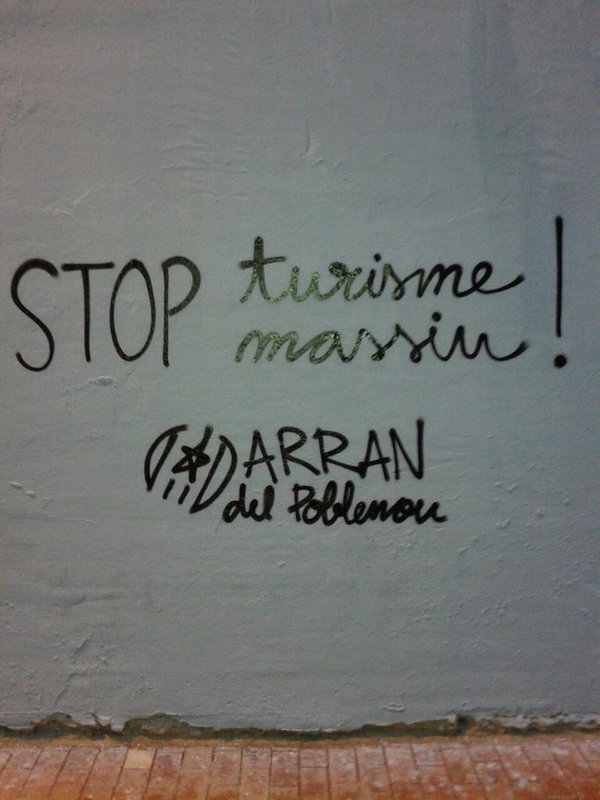 STOP turisme
massiu!
ARRAN
del Poblenou